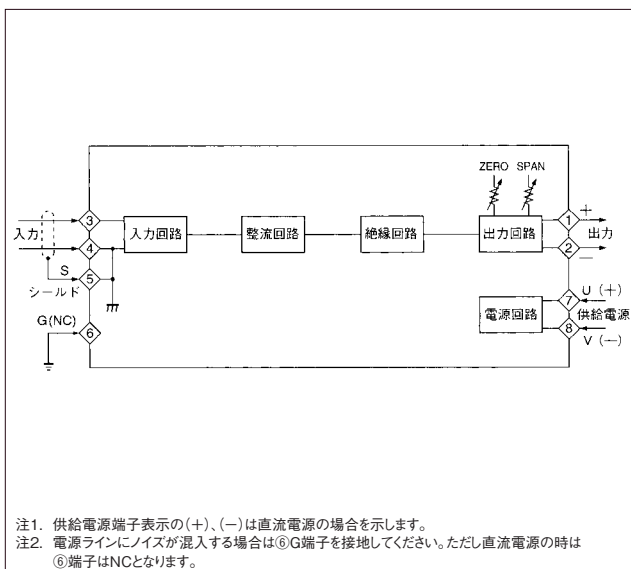 ZERO SPAN
3
1
+
入力
入力回路
整流回路
絶縁回路
出力回路
出力
4
2
−
S
シールド
5
U (+)
7
G(NC)
6
電源回路
供給電源
8
V (−)
注1. 供給電源端子表示の(+)、(−)は直流電源の場合を示します。
注2. 電源ラインにノイズが混入する場合は⑥G端子を接地してください。ただし直流電源の時は
⑥端子はNCとなります。